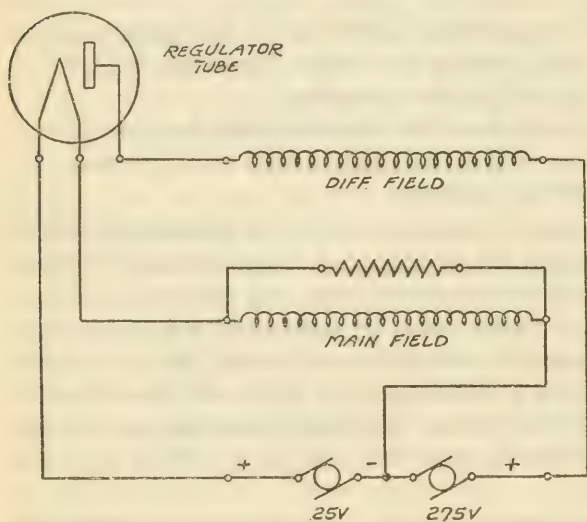 REGULATOR
TUBE
DIFF. FIELD
MAIN FIELD
+ - +
25V 275V